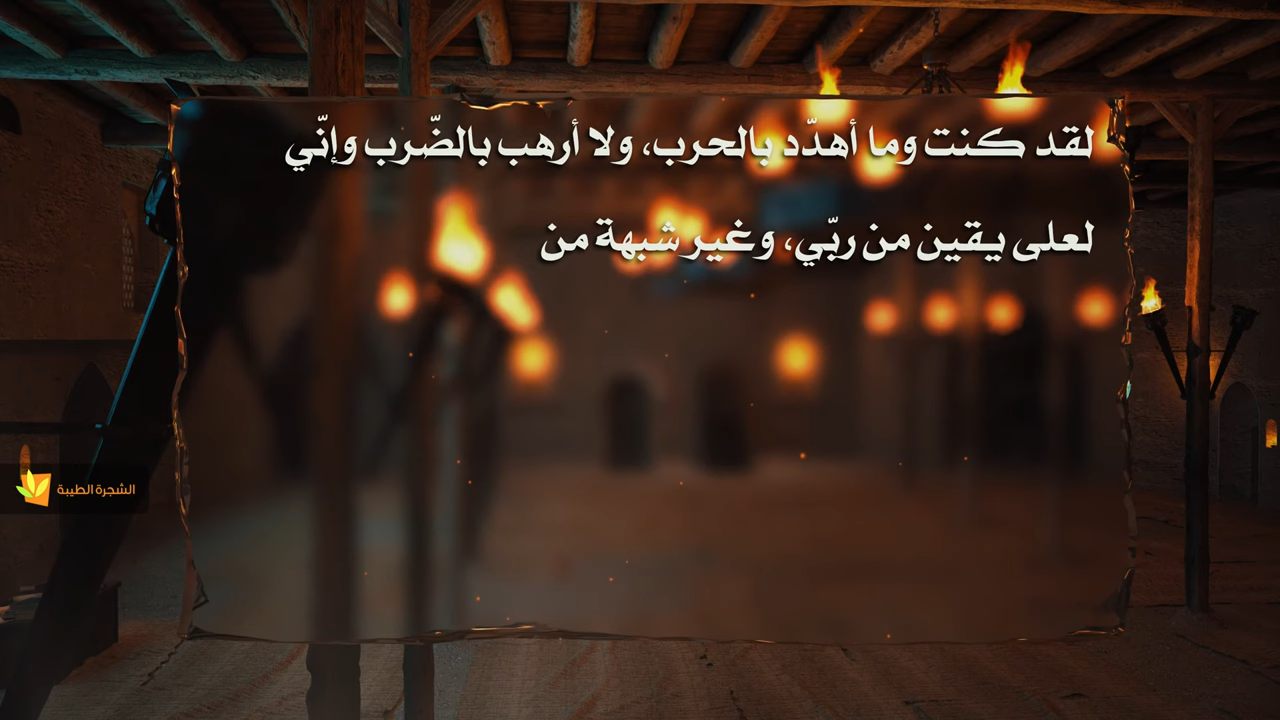 لقد كنت وما أهدّد بالحرب، ولا أرهب بالضّرب وإنّي
لعلى يقين من ربّي، وغير شبهة من
الشجرة الطيبة